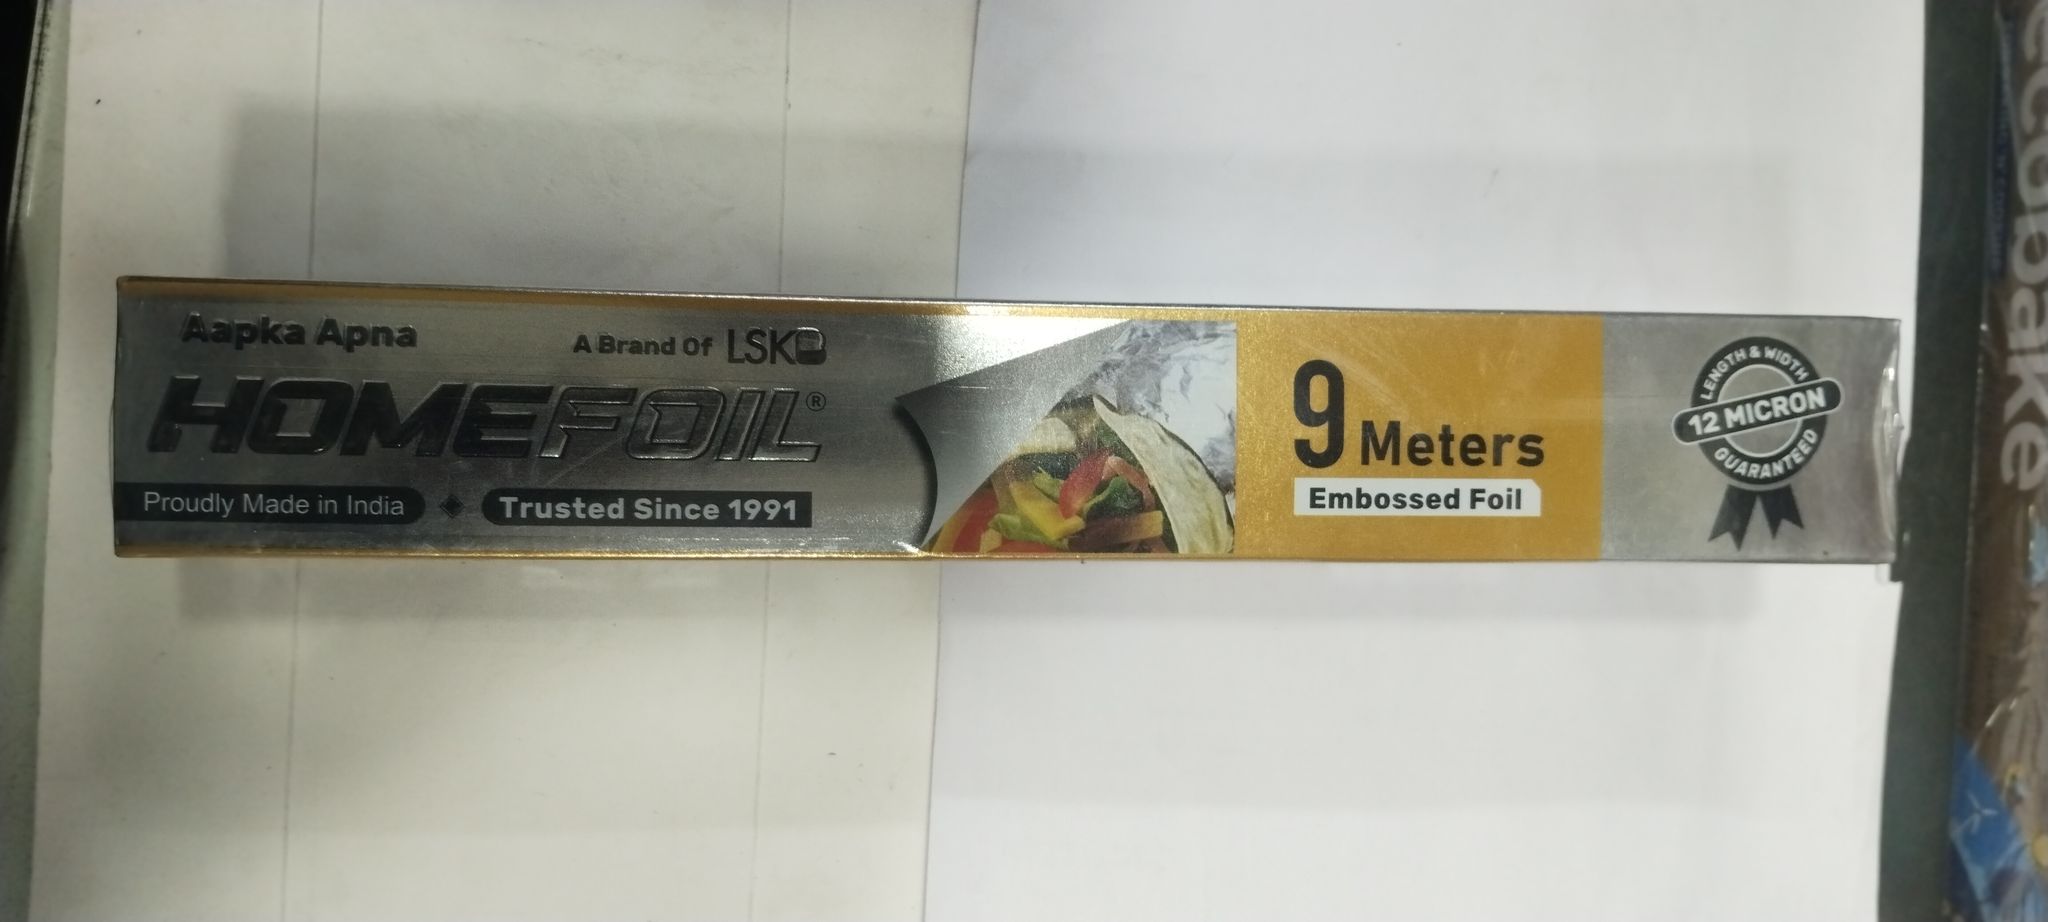 Aapka Apna
A Brand Of LSK
HOMEFOIL®
Proudly Made in India
Trusted Since 1991
9 Meters
Embossed Foil
LENGTH & WIDTH
12 MICRON
GUARANTEED